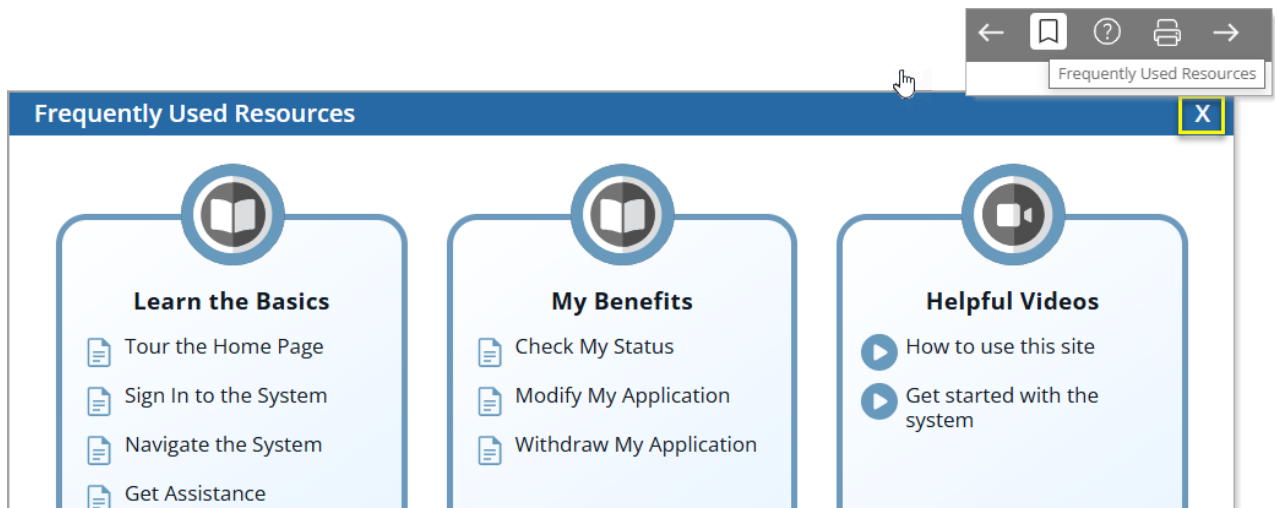 Frequently Used Resources
Frequently Used Resources
X
Learn the Basics
Tour the Home Page
Sign In to the System
Navigate the System
Get Assistance
My Benefits
Check My Status
Modify My Application
Withdraw My Application
Helpful Videos
How to use this site
Get started with the
system